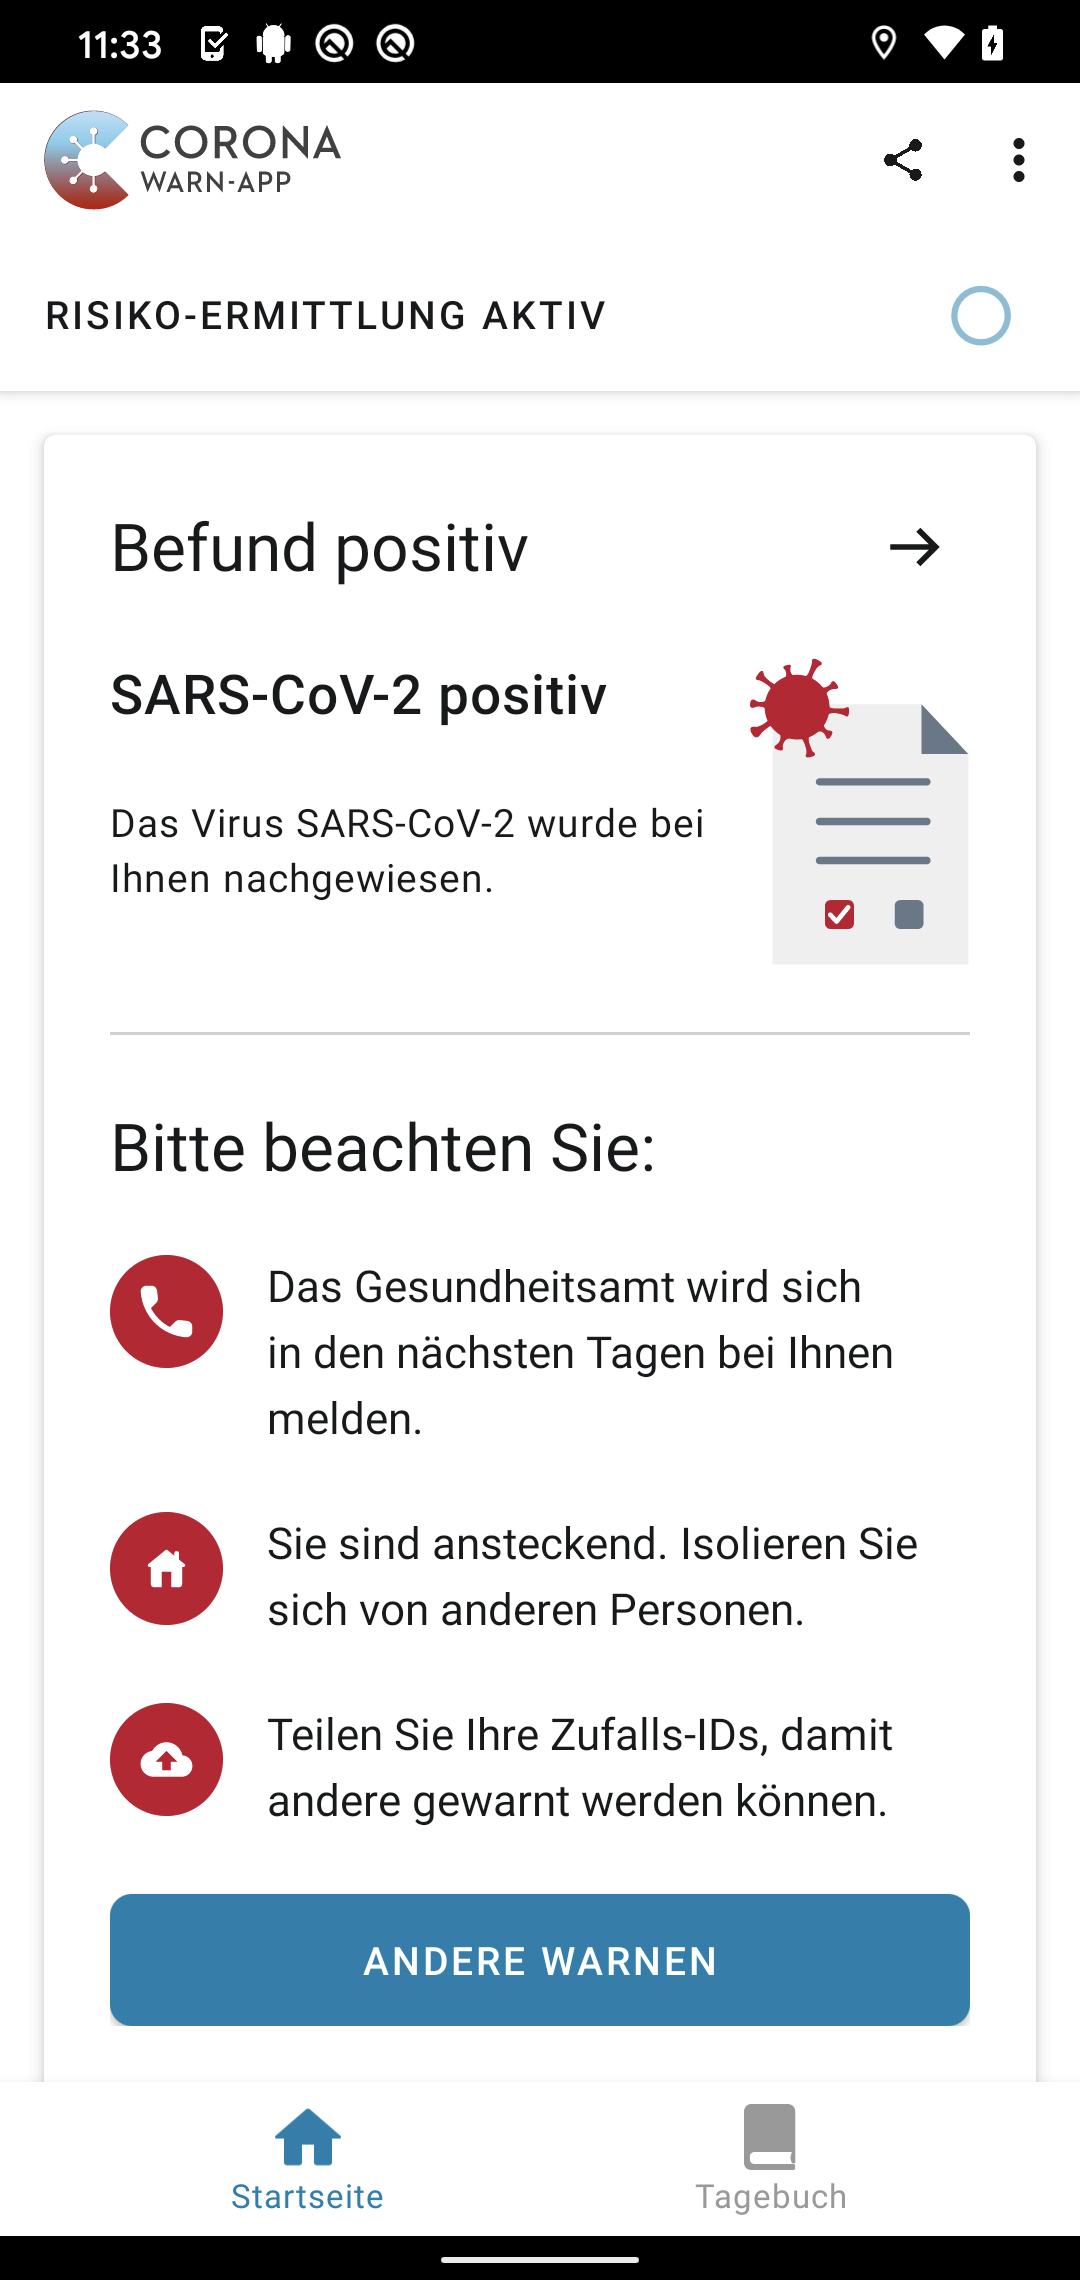 11:33
CORONA
WARN-APP
RISIKO-ERMITTLUNG AKTIV
Befund positiv
SARS-CoV-2 positiv
Das Virus SARS-CoV-2 wurde bei
Ihnen nachgewiesen.
Bitte beachten Sie:
Das Gesundheitsamt wird sich
in den nächsten Tagen bei Ihnen
melden.
Sie sind ansteckend. Isolieren Sie
sich von anderen Personen.
Teilen Sie Ihre Zufalls-IDs, damit
andere gewarnt werden können.
ANDERE WARNEN
Startseite
Tagebuch